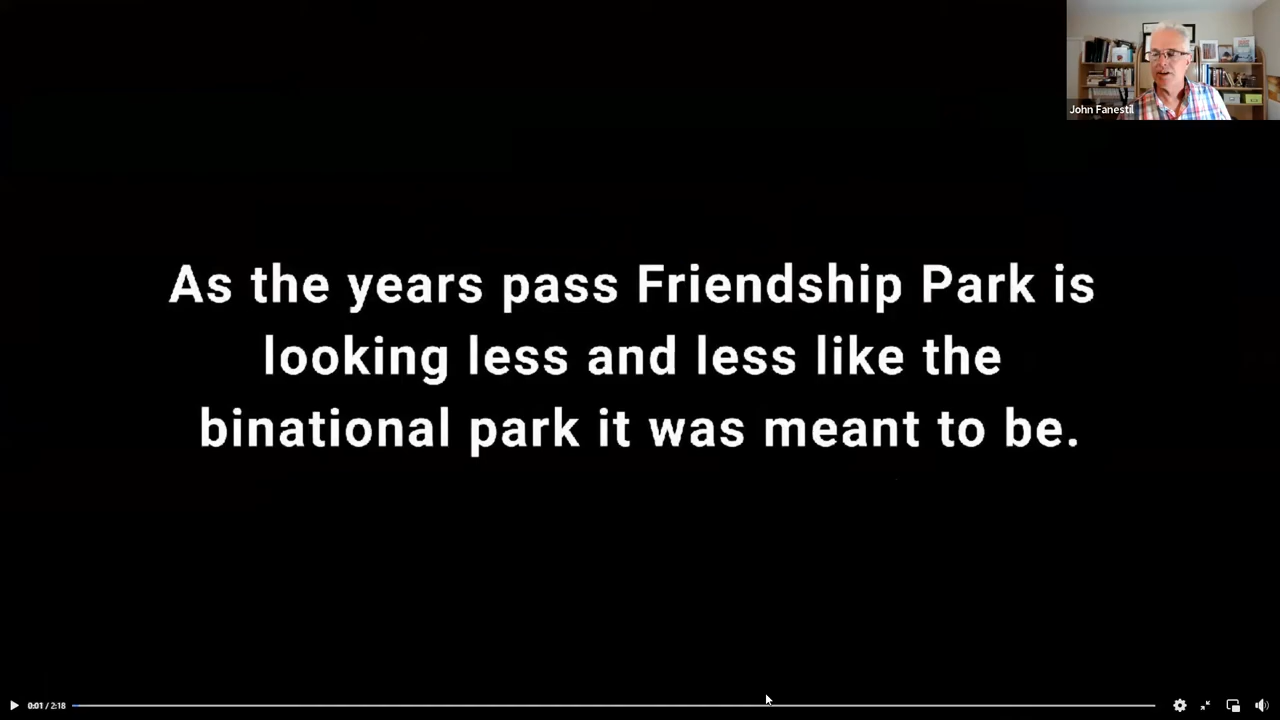 John Fanestil
As the years pass Friendship Park is
looking less and less like the
binational park it was meant to be.
0:01 / 2:18